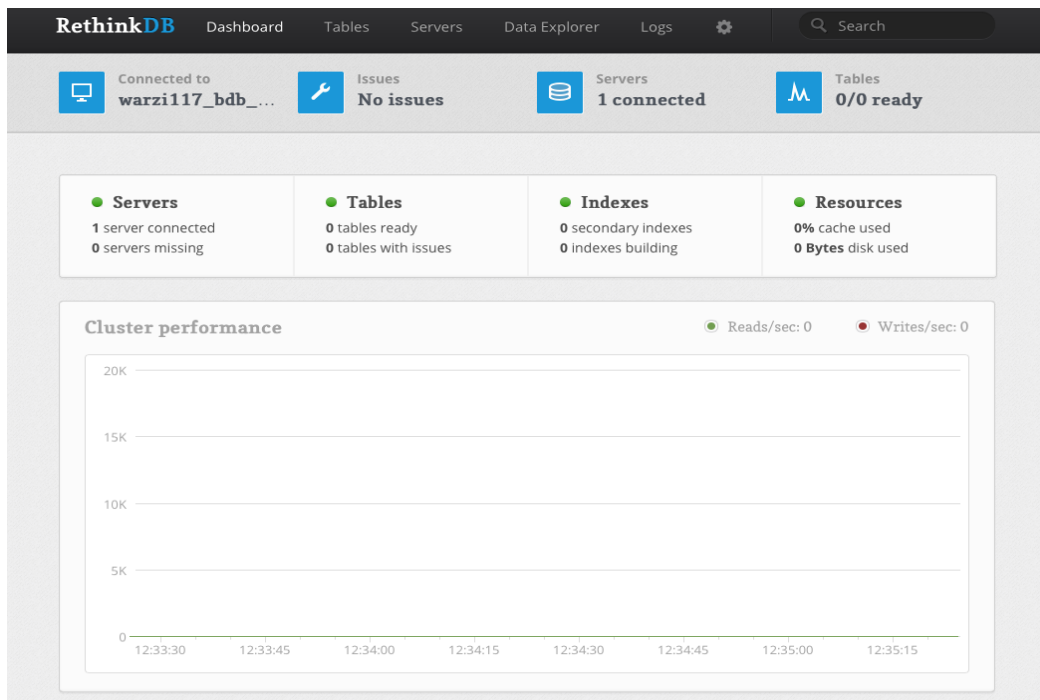 RethinkDB Dashboard Tables Servers Data Explorer Logs Search
Connected to Issues Servers Tables
warzi117_bdb_... No issues 1 connected 0/0 ready
Servers Tables Indexes Resources
1 server connected 0 tables ready 0 secondary indexes 0% cache used
0 servers missing 0 tables with issues 0 indexes building 0 Bytes disk used
Cluster performance Reads/sec: 0 Writes/sec: 0
20K
15K
10K
5K
0
12:33:30 12:33:45 12:34:00 12:34:15 12:34:30 12:34:45 12:35:00 12:35:15